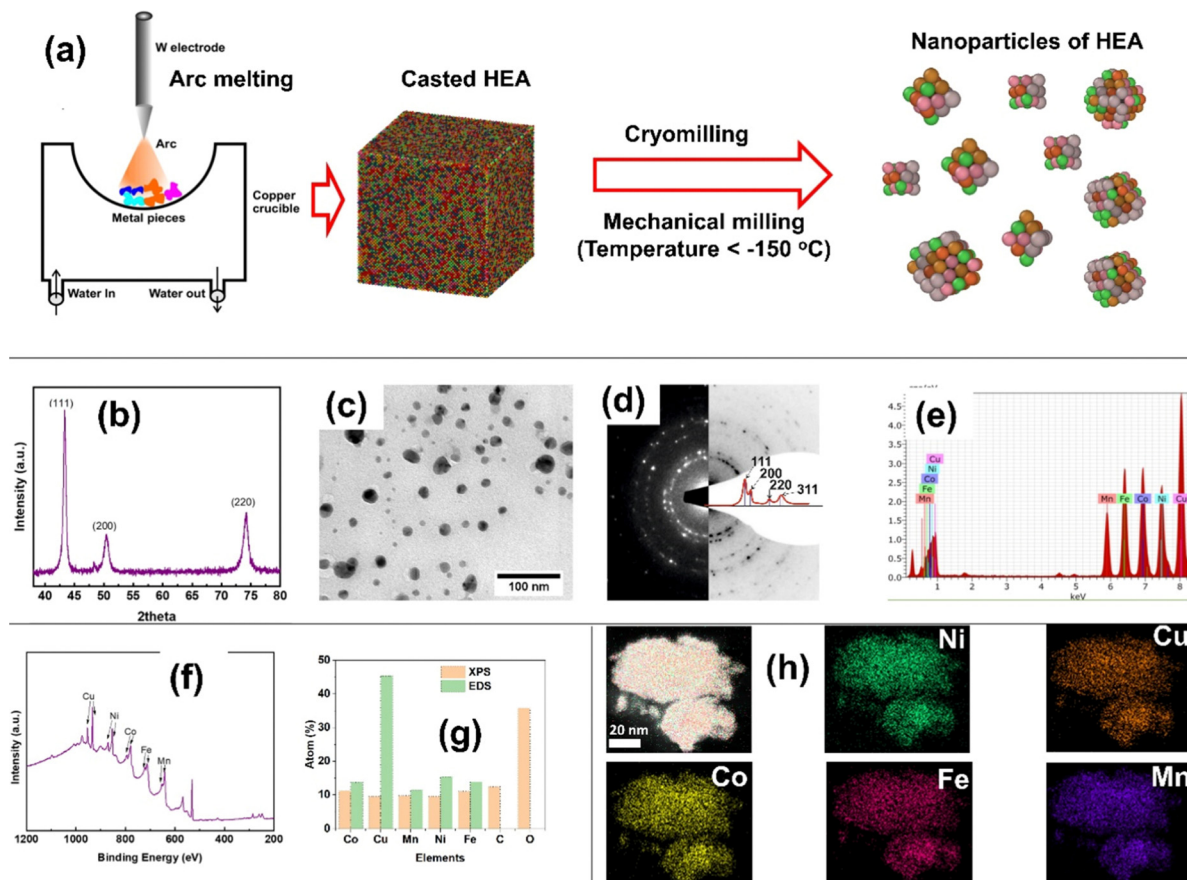 (a)
W electrode
Arc melting
Arc
Metal pieces
Copper
crucible
Water In
Water out
Casted HEA
Cryomilling
Mechanical milling
(Temperature < -150 °C)
Nanoparticles of HEA
(b)
(111)
(200)
(220)
Intensity (a.u.)
40 45 50 55 60 65 70 75 80
2theta
(c)
100 nm
(d)
111
200
220
311
(e)
4.5
4.0
3.5
3.0
2.5
2.0
1.5
1.0
0.5
0.0
Cu
Ni
Co
Fe
Mn
Mn Fe Co Ni Cu
1 2 3 4 5 6 7 8
keV
(f)
Cu
Ni
Co
Fe
Mn
Intensity (a.u.)
1200 1000 800 600 400 200
Binding Energy (eV)
(g)
XPS
EDS
Atom (%)
50
40
30
20
10
0
Co Cu Mn Ni Fe C O
Elements
(h)
20 nm
Ni
Cu
Co
Fe
Mn